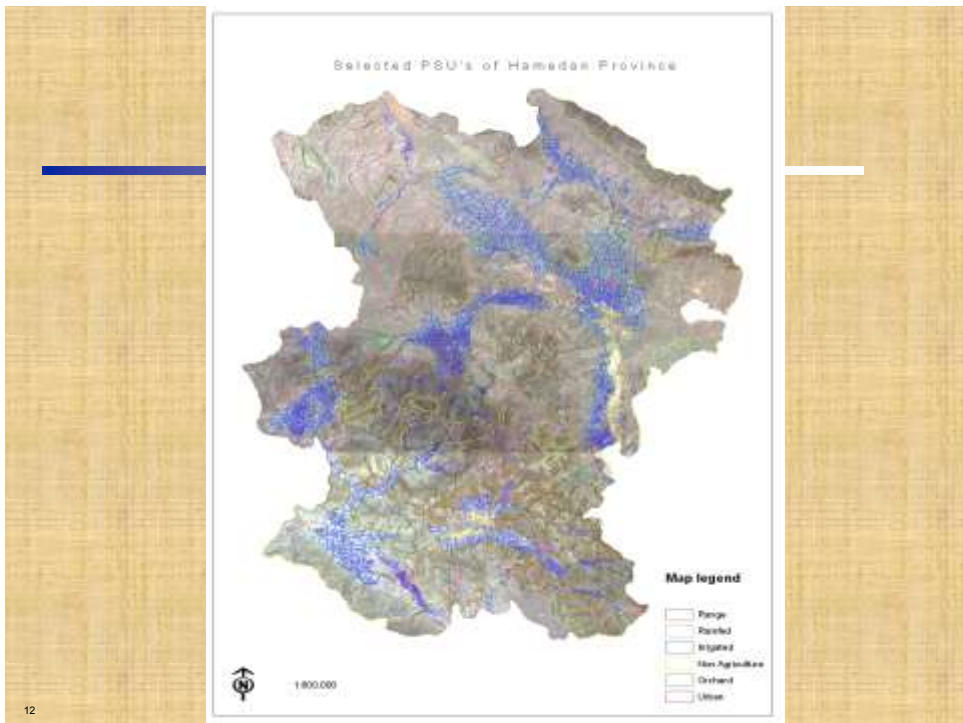 Selected PSU's of Hamedan Province
Map legend
Range
Rainfed
Irrigated
Non Agriculture
Orchard
Urban
1:800,000
N
12